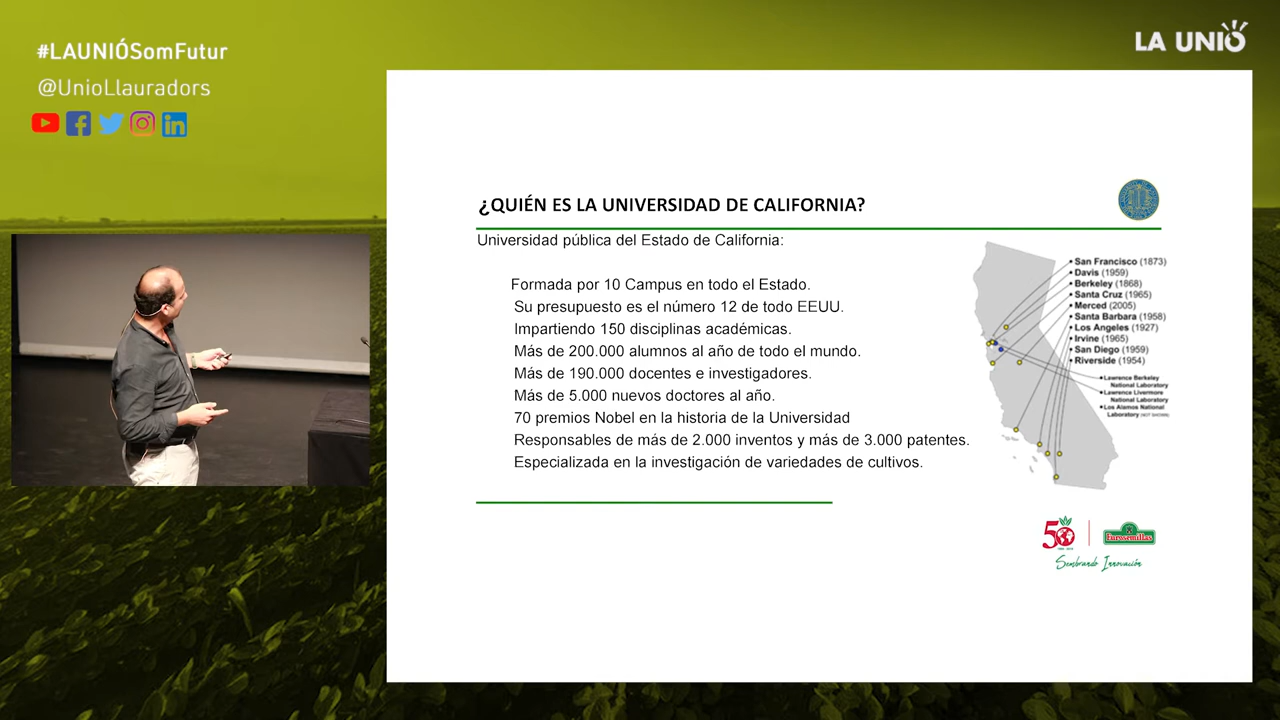 #LAUNIÓSomFutur
@UnioLlauradors
LA UNIÓ
¿QUIÉN ES LA UNIVERSIDAD DE CALIFORNIA?
Universidad pública del Estado de California:
Formada por 10 Campus en todo el Estado.
Su presupuesto es el número 12 de todo EEUU.
Impartiendo 150 disciplinas académicas.
Más de 200.000 alumnos al año de todo el mundo.
Más de 190.000 docentes e investigadores.
Más de 5.000 nuevos doctores al año.
70 premios Nobel en la historia de la Universidad
Responsables de más de 2.000 inventos y más de 3.000 patentes.
Especializada en la investigación de variedades de cultivos.
San Francisco (1873)
Davis (1959)
Berkeley (1868)
Santa Cruz (1965)
Merced (2005)
Santa Barbara (1958)
Los Angeles (1927)
Irvine (1965)
San Diego (1959)
Riverside (1954)
Lawrence Berkeley
National Laboratory
Lawrence Livermore
National Laboratory
Los Alamos National
Laboratory (NOT SHOWN)
50
Eurosemillas
Sembrando Innovación